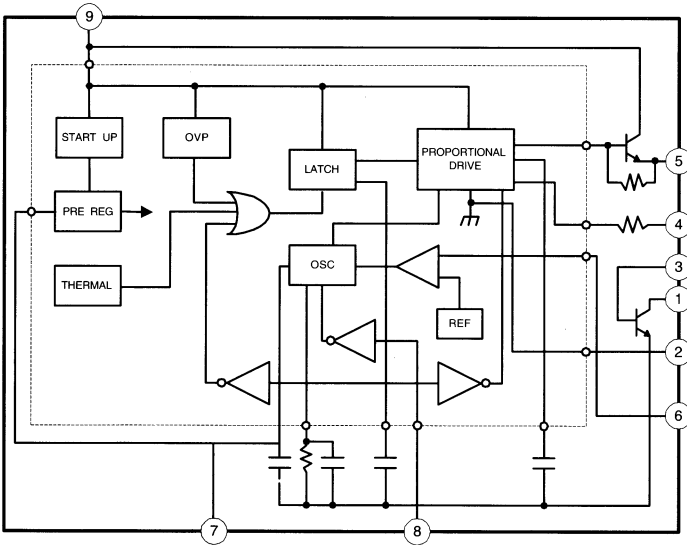 9
START UP
OVP
LATCH
PROPORTIONAL
DRIVE
5
PRE REG
4
OSC
3
THERMAL
1
REF
2
6
7
8